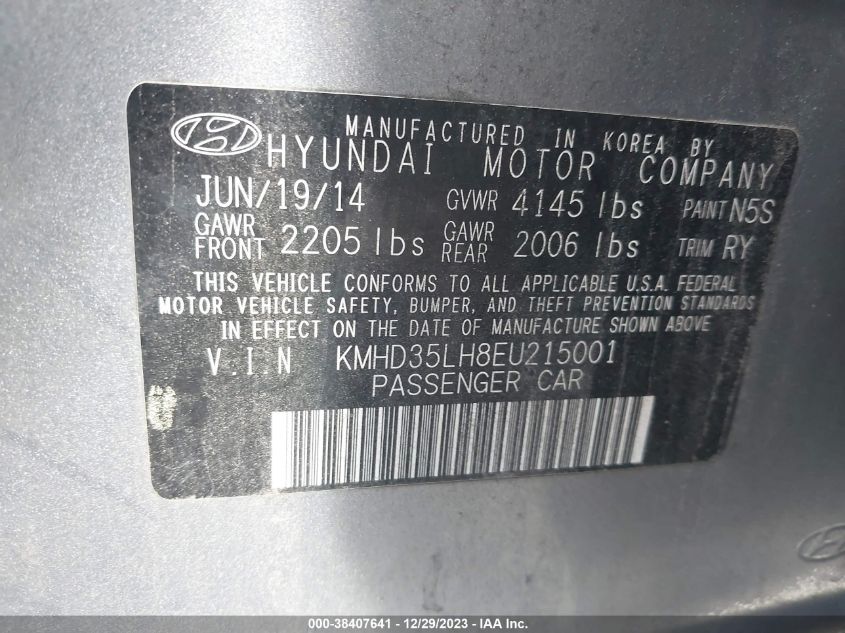 MANUFACTURED IN KOREA BY
HYUNDAI MOTOR COMPANY
JUN/19/14 GVWR 4145 lbs PAINT N5S
GAWR FRONT 2205 lbs GAWR REAR 2006 lbs TRIM RY
THIS VEHICLE CONFORMS TO ALL APPLICABLE U.S.A. FEDERAL
MOTOR VEHICLE SAFETY, BUMPER, AND THEFT PREVENTION STANDARDS
IN EFFECT ON THE DATE OF MANUFACTURE SHOWN ABOVE
V.I.N KMHD35LH8EU215001
PASSENGER CAR
000-38407641 - 12/29/2023 - IAA Inc.